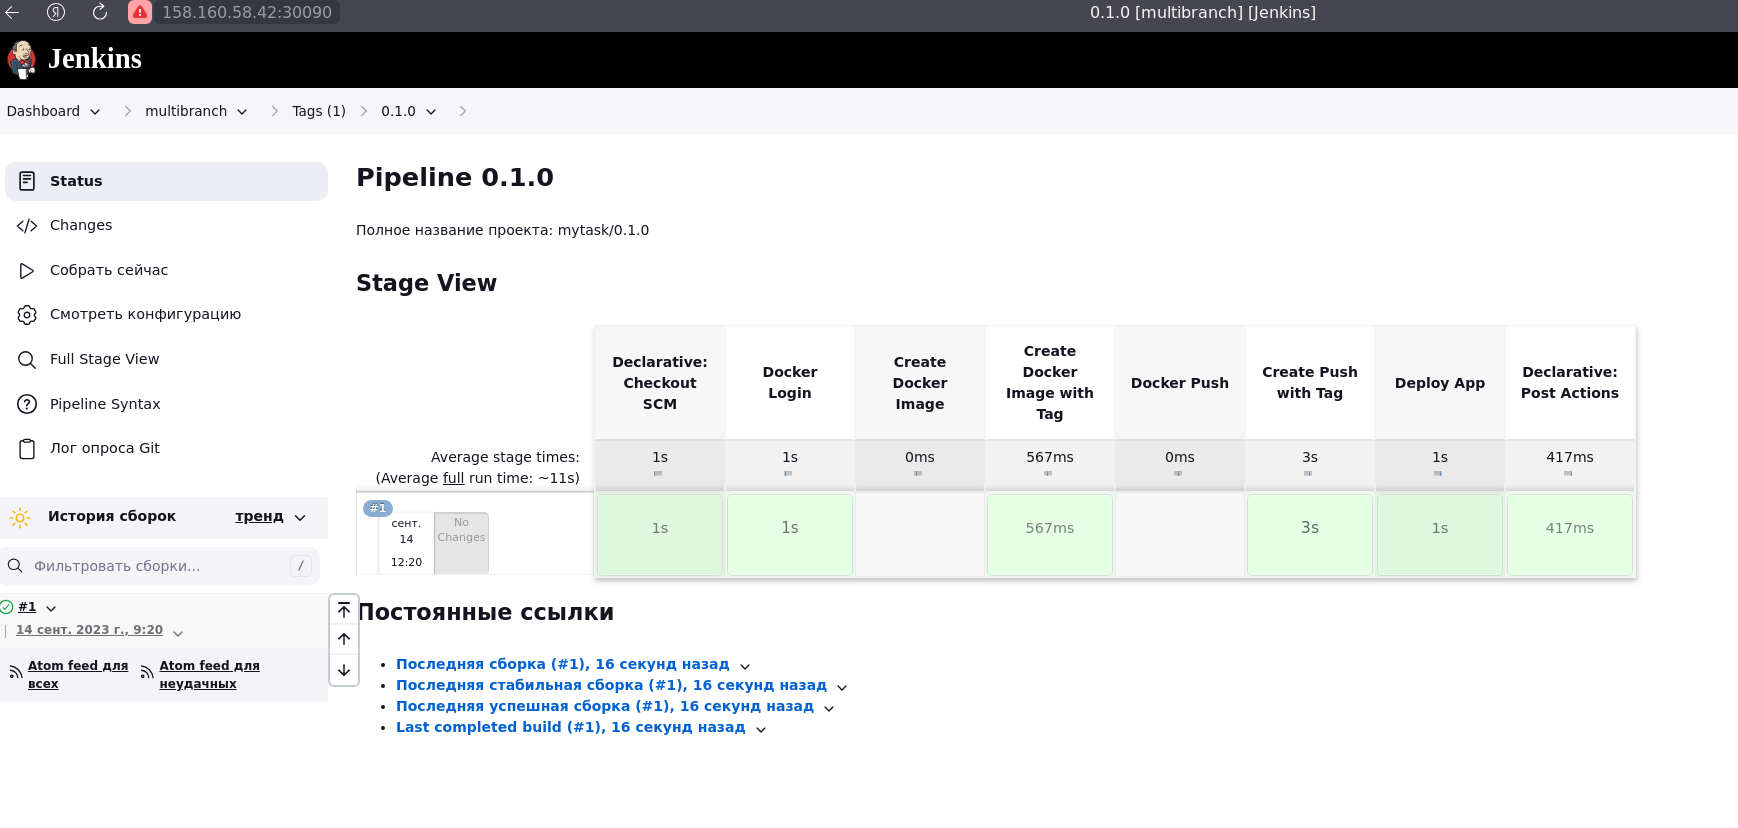 158.160.58.42:30090
0.1.0 [multibranch] [Jenkins]
Jenkins
Dashboard
multibranch
Tags (1)
0.1.0
Status
Changes
Собрать сейчас
Смотреть конфигурацию
Full Stage View
Pipeline Syntax
Лог опроса Git
История сборок
тренд
Фильтровать сборки...
/
#1
14 сент. 2023 г., 9:20
Atom feed для
всех
Atom feed для
неудачных
Pipeline 0.1.0
Полное название проекта: mytask/0.1.0
Stage View
Declarative:
Checkout
SCM
Docker
Login
Create
Docker
Image
Create
Docker
Image with
Tag
Docker Push
Create Push
with Tag
Deploy App
Declarative:
Post Actions
Average stage times:
(Average full run time: ~11s)
1s
1s
0ms
567ms
0ms
3s
1s
417ms
#1
сент.
14
12:20
No
Changes
1s
1s
567ms
3s
1s
417ms
Постоянные ссылки
Последняя сборка (#1), 16 секунд назад
Последняя стабильная сборка (#1), 16 секунд назад
Последняя успешная сборка (#1), 16 секунд назад
Last completed build (#1), 16 секунд назад